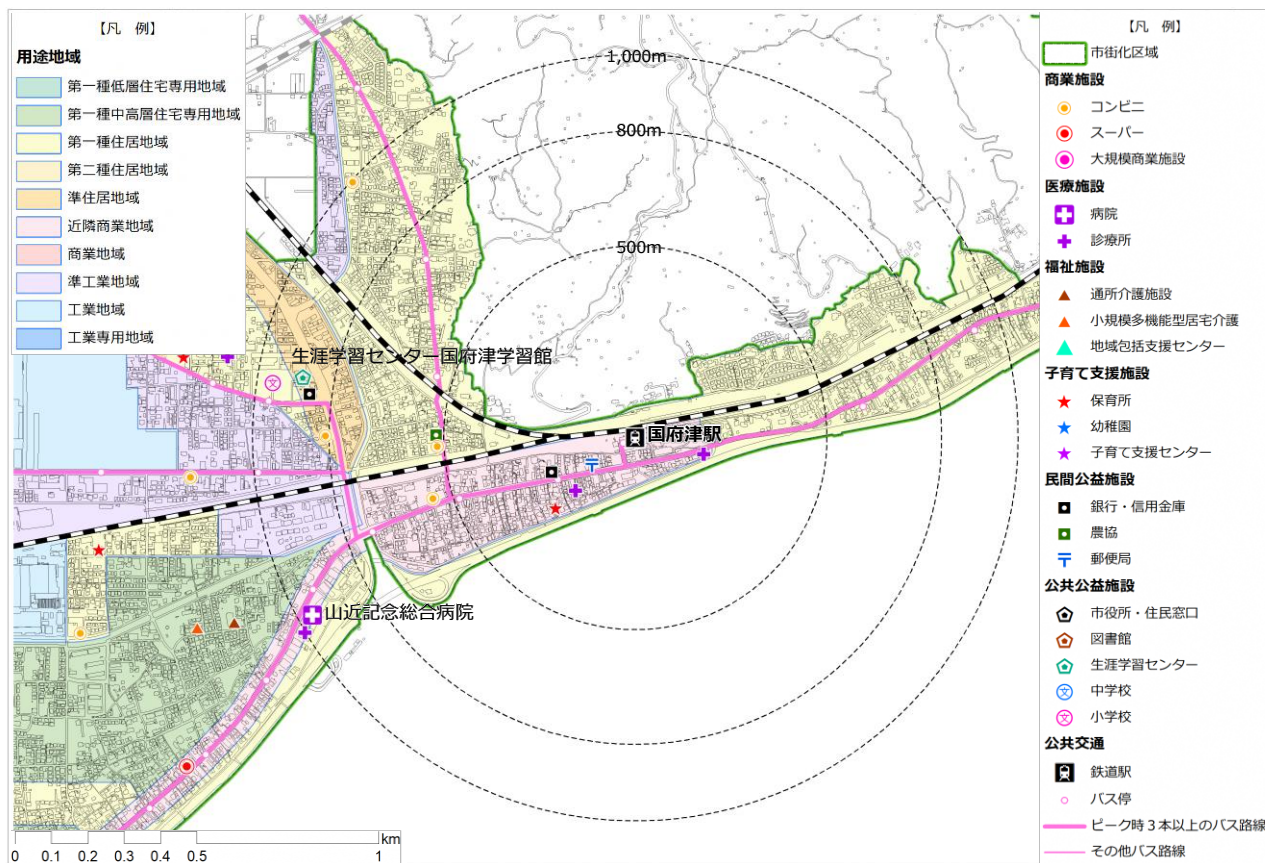 【凡　例】
用途地域
第一種低層住宅専用地域
第一種中高層住宅専用地域
第一種住居地域
第二種住居地域
準住居地域
近隣商業地域
商業地域
準工業地域
工業地域
工業専用地域
1,000m
800m
500m
生涯学習センター国府津学習館
文
国府津駅
山近記念総合病院
km
0 0.1 0.2 0.3 0.4 0.5 1
【凡　例】
市街化区域
商業施設
コンビニ
スーパー
大規模商業施設
医療施設
病院
診療所
福祉施設
通所介護施設
小規模多機能型居宅介護
地域包括支援センター
子育て支援施設
保育所
幼稚園
子育て支援センター
民間公益施設
銀行・信用金庫
農協
郵便局
公共公益施設
市役所・住民窓口
図書館
生涯学習センター
文 中学校
文 小学校
公共交通
鉄道駅
バス停
ピーク時３本以上のバス路線
その他バス路線